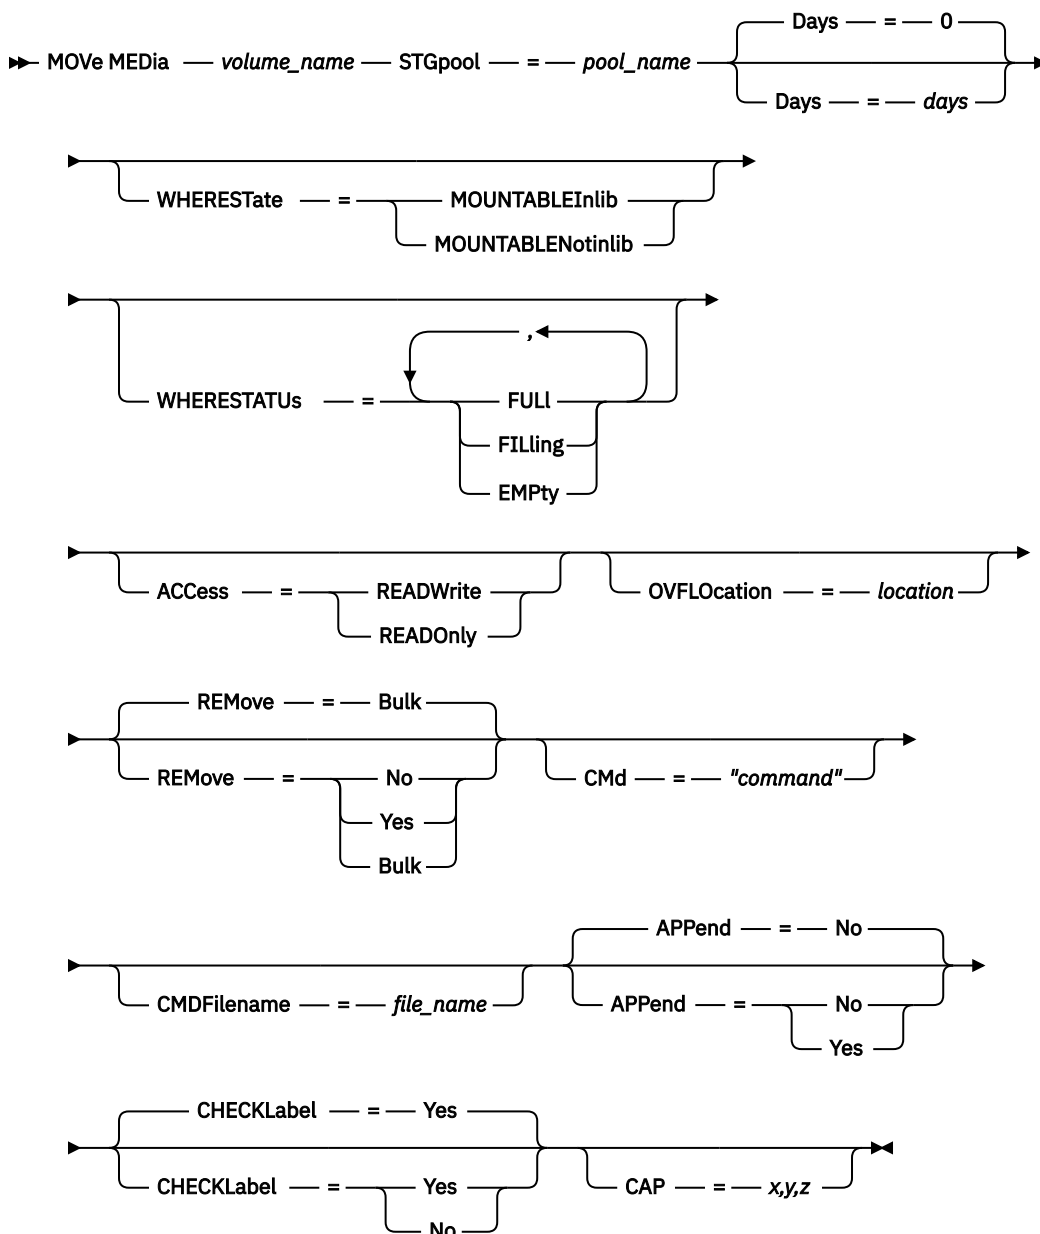 Days = 0
MOVe MEDia volume_name STGpool = pool_name
Days = days
WHERESTate = MOUNTABLEInlib
MOUNTABLENotinlib
,
WHERESTATUs = FULl
FILling
EMPty
ACCess = READWrite OVFLOcation = location
READOnly
REMove = Bulk
REMove = No CMd = "command"
Yes
Bulk
APPend = No
CMDFilename = file_name APPend = No
Yes
CHECKLabel = Yes
CHECKLabel = Yes CAP = x,y,z
No